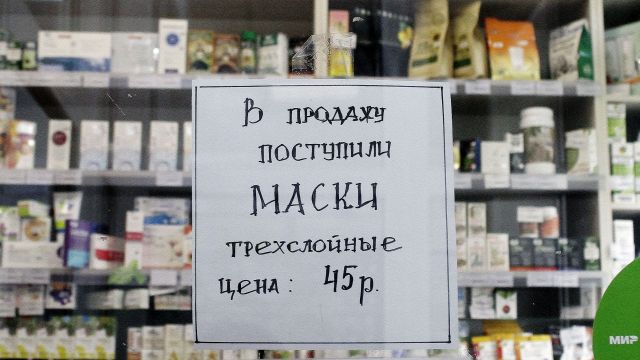 В ПРОДАЖУ
ПОСТУПИЛИ
МАСКИ
ТРЕХСЛОЙНЫЕ
ЦЕНА: 45р.
МИР